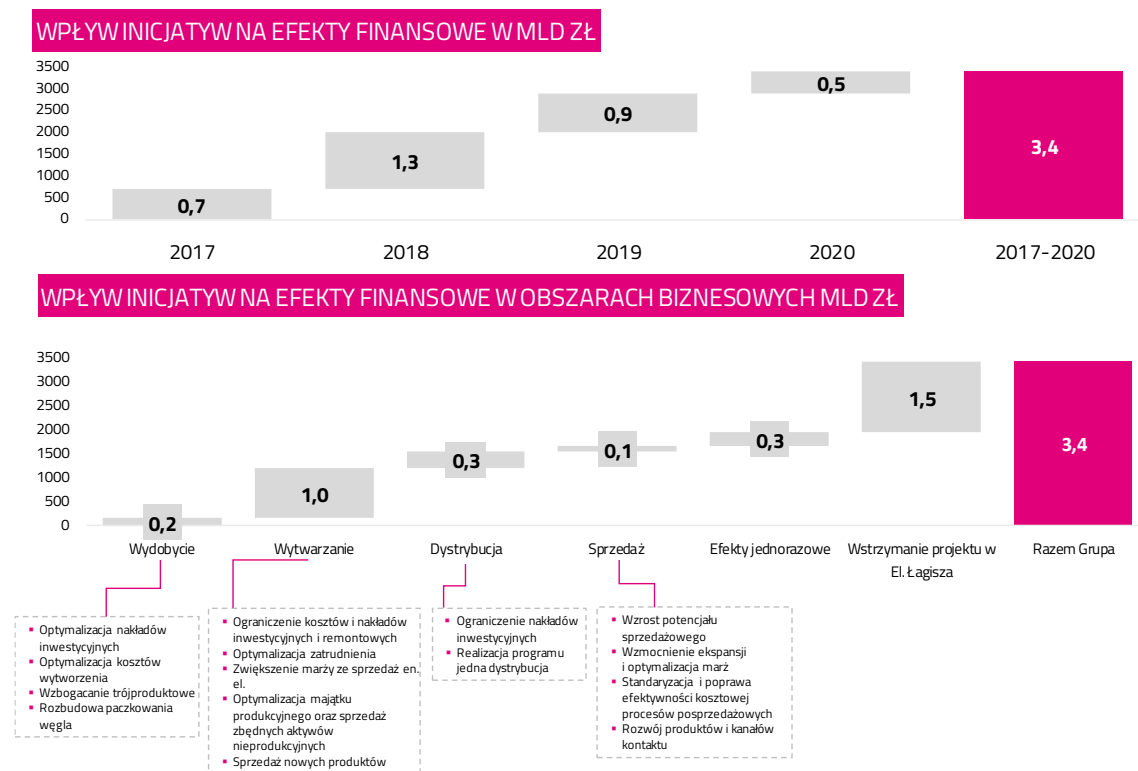 WPŁYW INICJATYW NA EFEKTY FINANSOWE W MLD ZŁ
3500
3000
2500
2000
1500
1000
500
0
0,7
1,3
0,9
0,5
3,4
2017
2018
2019
2020
2017-2020
WPŁYW INICJATYW NA EFEKTY FINANSOWE W OBSZARACH BIZNESOWYCH MLD ZŁ
3500
3000
2500
2000
1500
1000
500
0
0,2
1,0
0,3
0,1
0,3
1,5
3,4
Wydobycie
Wytwarzanie
Dystrybucja
Sprzedaż
Efekty jednorazowe
Wstrzymanie projektu w
El. Łagisza
Razem Grupa
▪ Optymalizacja nakładów
inwestycyjnych
▪ Optymalizacja kosztów
wytworzenia
▪ Wzbogacanie trójproduktowe
▪ Rozbudowa paczkowania
węgla
▪ Ograniczenie kosztów i nakładów
inwestycyjnych i remontowych
▪ Optymalizacja zatrudnienia
▪ Zwiększenie marży ze sprzedaż en.
el.
▪ Optymalizacja majątku
produkcyjnego oraz sprzedaż
zbędnych aktywów
nieprodukcyjnych
▪ Sprzedaż nowych produktów
▪ Ograniczenie nakładów
inwestycyjnych
▪ Realizacja programu
jedna dystrybucja
▪ Wzrost potencjału
sprzedażowego
▪ Wzmocnienie ekspansji
i optymalizacja marż
▪ Standaryzacja i poprawa
efektywności kosztowej
procesów posprzedażowych
▪ Rozwój produktów i kanałów
kontaktu